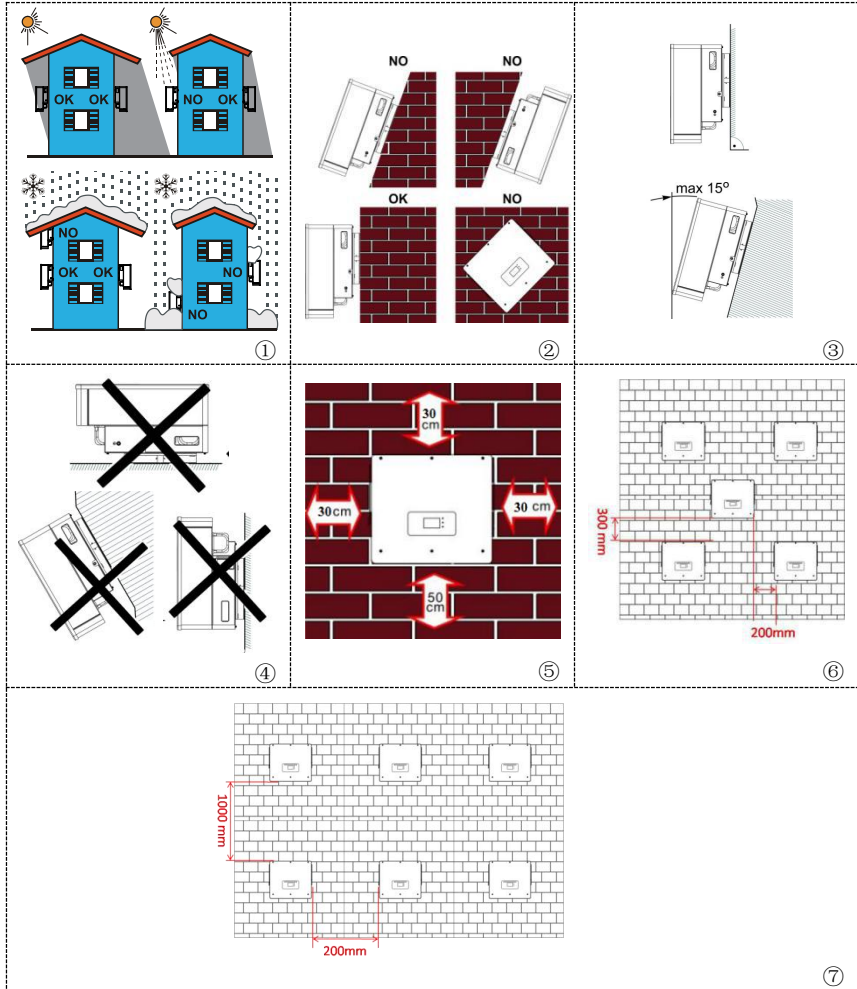 OK OK
NO OK
NO
OK OK
NO
NO
①
NO
NO
OK
NO
②
max 15º
③
④
30
cm
30cm
30 cm
50
cm
⑤
300 mm
200mm
⑥
1000 mm
200mm
⑦